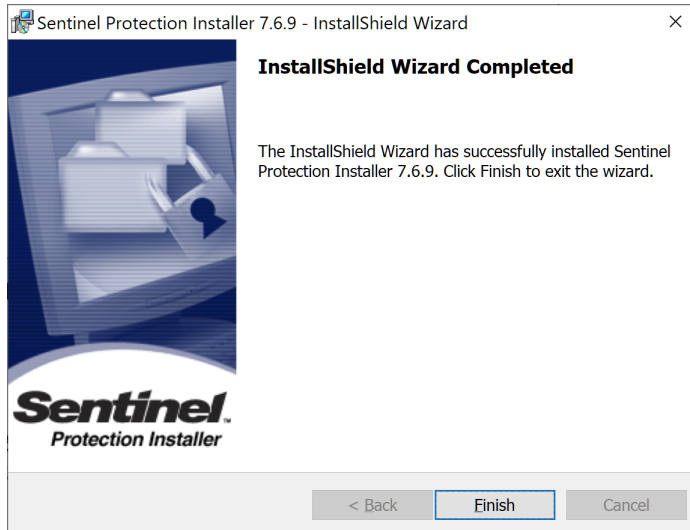 Sentinel Protection Installer 7.6.9 - InstallShield Wizard
InstallShield Wizard Completed
The InstallShield Wizard has successfully installed Sentinel
Protection Installer 7.6.9. Click Finish to exit the wizard.
Sentinel™
Protection Installer
< Back
Finish
Cancel